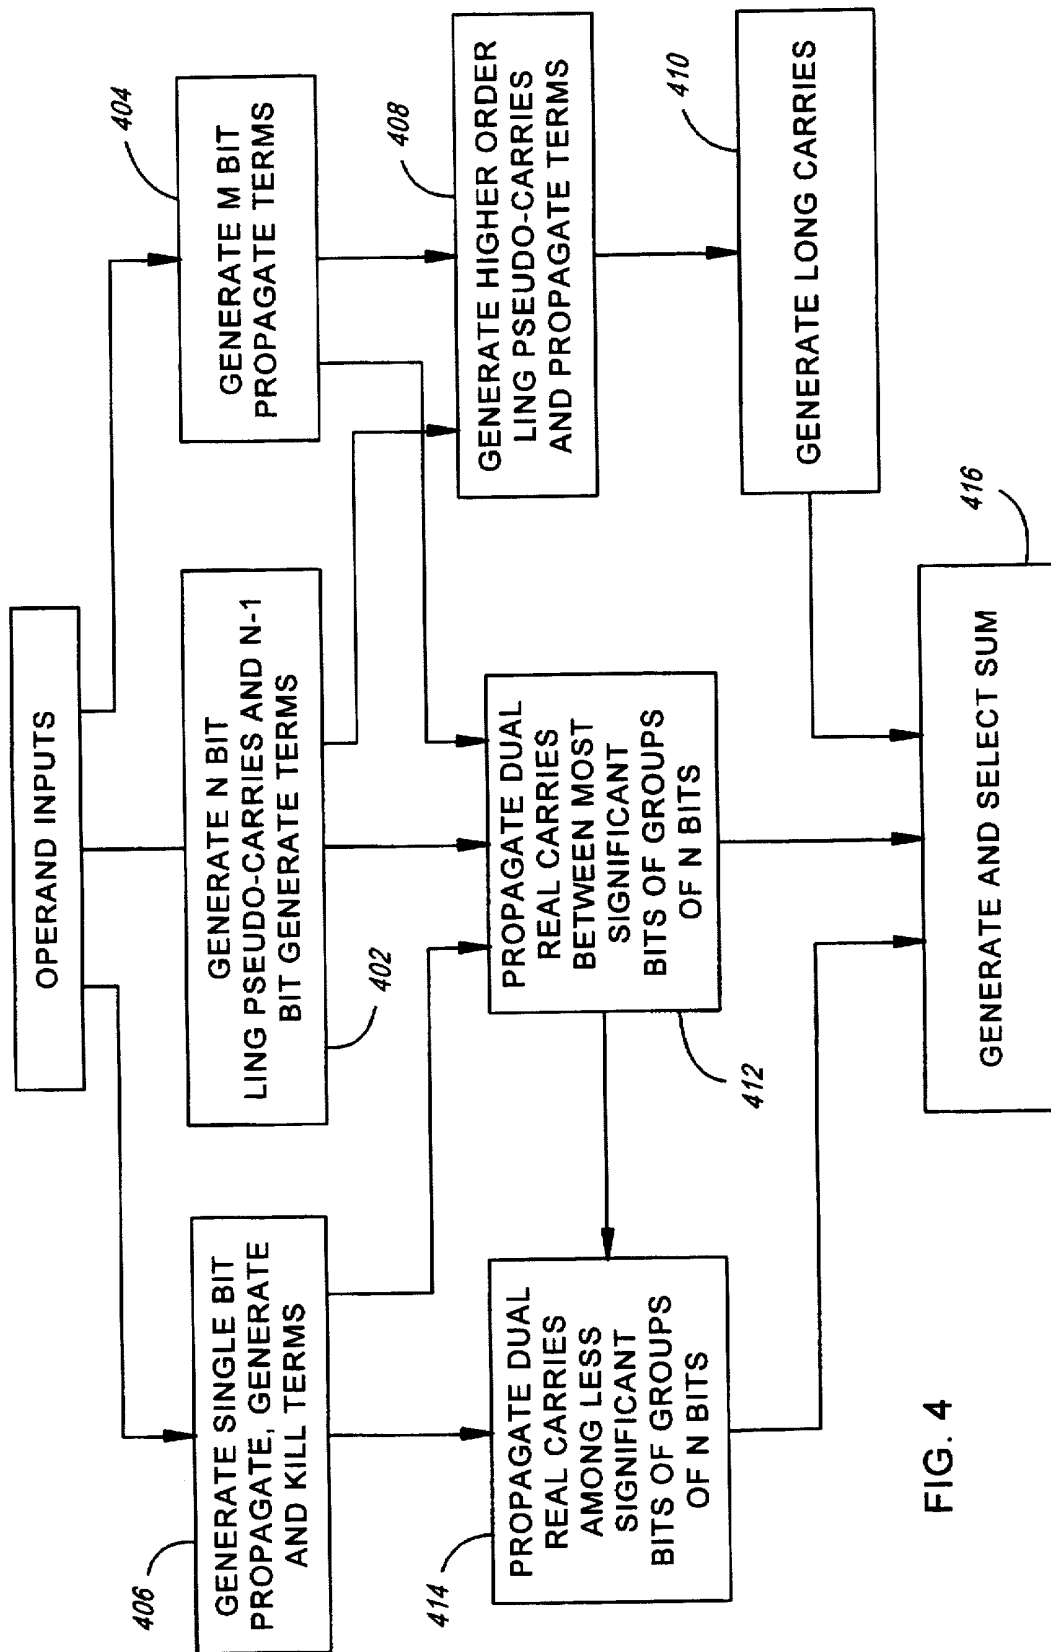 OPERAND INPUTS
GENERATE SINGLE BIT
PROPAGATE, GENERATE
AND KILL TERMS
406
GENERATE N BIT
LING PSEUDO-CARRIES AND N-1
BIT GENERATE TERMS
402
GENERATE M BIT
PROPAGATE TERMS
404
PROPAGATE DUAL
REAL CARRIES
AMONG LESS
SIGNIFICANT
BITS OF GROUPS
OF N BITS
414
PROPAGATE DUAL
REAL CARRIES
BETWEEN MOST
SIGNIFICANT
BITS OF GROUPS
OF N BITS
412
GENERATE HIGHER ORDER
LING PSEUDO-CARRIES
AND PROPAGATE TERMS
408
GENERATE LONG CARRIES
410
GENERATE AND SELECT SUM
416
FIG. 4